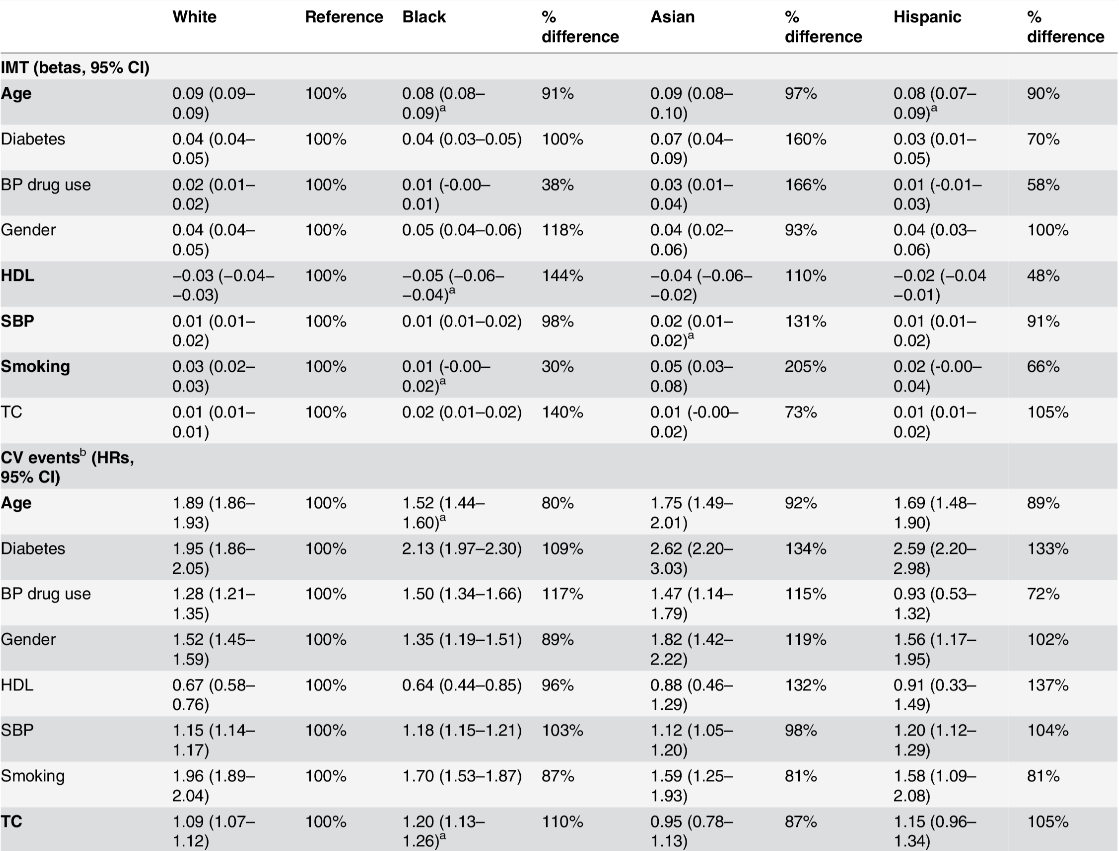 White Reference Black % difference Asian % difference Hispanic % difference
IMT (betas, 95% CI)
Age 0.09 (0.09–0.09) 100% 0.08 (0.08–0.09)a 91% 0.09 (0.08–0.10) 97% 0.08 (0.07–0.09)a 90%
Diabetes 0.04 (0.04–0.05) 100% 0.04 (0.03–0.05) 100% 0.07 (0.04–0.09) 160% 0.03 (0.01–0.05) 70%
BP drug use 0.02 (0.01–0.02) 100% 0.01 (-0.00–0.01) 38% 0.03 (0.01–0.04) 166% 0.01 (-0.01–0.03) 58%
Gender 0.04 (0.04–0.05) 100% 0.05 (0.04–0.06) 118% 0.04 (0.02–0.06) 93% 0.04 (0.03–0.06) 100%
HDL −0.03 (−0.04–−0.03) 100% −0.05 (−0.06–−0.04)a 144% −0.04 (−0.06–−0.02) 110% −0.02 (−0.04 −0.01) 48%
SBP 0.01 (0.01–0.02) 100% 0.01 (0.01–0.02) 98% 0.02 (0.01–0.02)a 131% 0.01 (0.01–0.02) 91%
Smoking 0.03 (0.02–0.03) 100% 0.01 (-0.00–0.02)a 30% 0.05 (0.03–0.08) 205% 0.02 (-0.00–0.04) 66%
TC 0.01 (0.01–0.01) 100% 0.02 (0.01–0.02) 140% 0.01 (-0.00–0.02) 73% 0.01 (0.01–0.02) 105%
CV eventsb (HRs, 95% CI)
Age 1.89 (1.86–1.93) 100% 1.52 (1.44–1.60)a 80% 1.75 (1.49–2.01) 92% 1.69 (1.48–1.90) 89%
Diabetes 1.95 (1.86–2.05) 100% 2.13 (1.97–2.30) 109% 2.62 (2.20–3.03) 134% 2.59 (2.20–2.98) 133%
BP drug use 1.28 (1.21–1.35) 100% 1.50 (1.34–1.66) 117% 1.47 (1.14–1.79) 115% 0.93 (0.53–1.32) 72%
Gender 1.52 (1.45–1.59) 100% 1.35 (1.19–1.51) 89% 1.82 (1.42–2.22) 119% 1.56 (1.17–1.95) 102%
HDL 0.67 (0.58–0.76) 100% 0.64 (0.44–0.85) 96% 0.88 (0.46–1.29) 132% 0.91 (0.33–1.49) 137%
SBP 1.15 (1.14–1.17) 100% 1.18 (1.15–1.21) 103% 1.12 (1.05–1.20) 98% 1.20 (1.12–1.29) 104%
Smoking 1.96 (1.89–2.04) 100% 1.70 (1.53–1.87) 87% 1.59 (1.25–1.93) 81% 1.58 (1.09–2.08) 81%
TC 1.09 (1.07–1.12) 100% 1.20 (1.13–1.26)a 110% 0.95 (0.78–1.13) 87% 1.15 (0.96–1.34) 105%